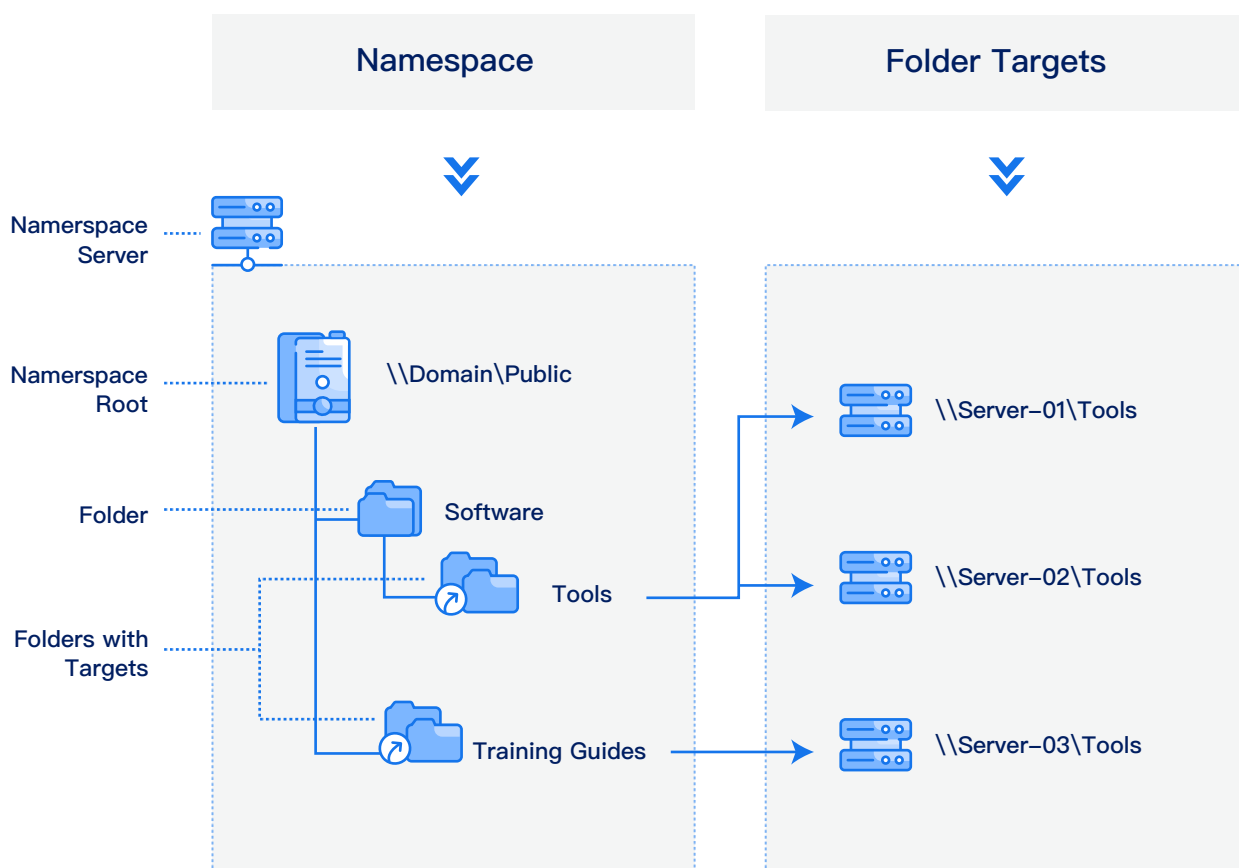 Namespace
Folder Targets
Namerspace
Server
Namerspace
Root
\\Domain\Public
\\Server–01\Tools
Folder
Software
\\Server–02\Tools
Tools
Folders with
Targets
Training Guides
\\Server–03\Tools